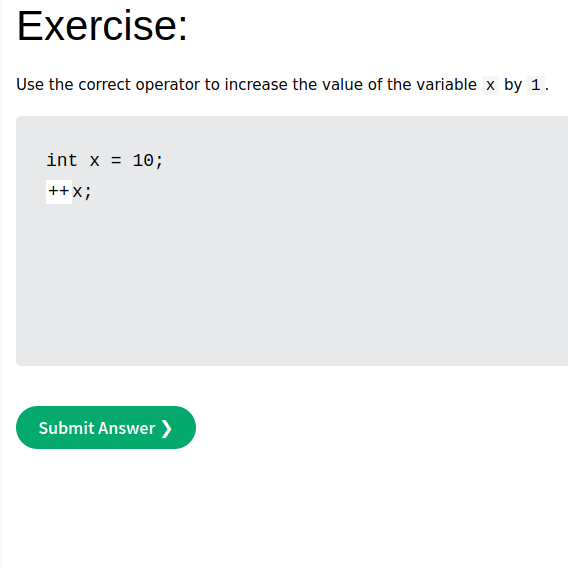 Exercise:
Use the correct operator to increase the value of the variable x by 1.
int x = 10;
++x;
Submit Answer ❯